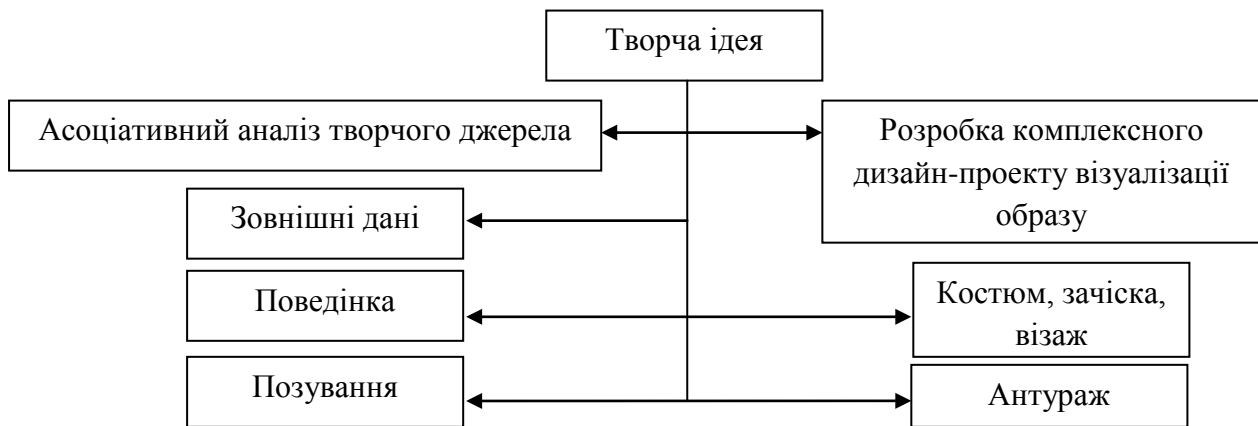 Творча ідея
Асоціативний аналіз творчого джерела
Розробка комплексного
дизайн-проекту візуалізації
образу
Зовнішні дані
Поведінка
Костюм, зачіска,
візаж
Позування
Антураж